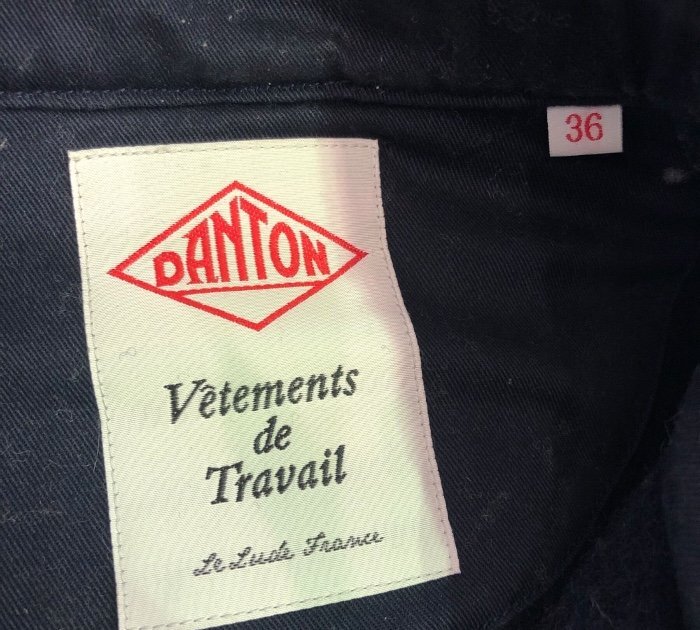 36
DANTON
Vêtements
de
Travail
Le Lude France